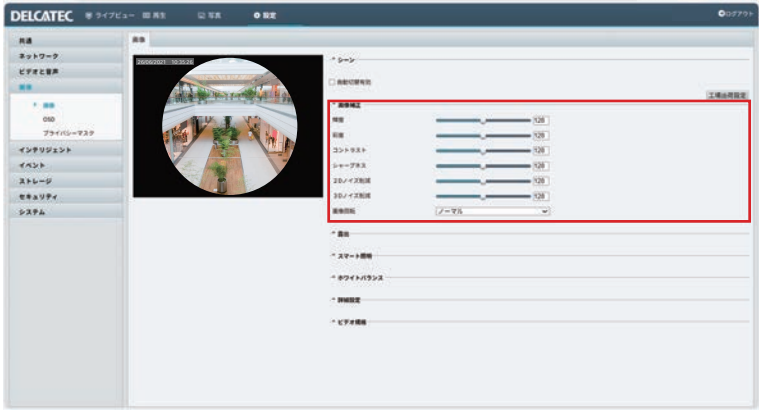 DELCATEC ライブビュー 再生 写真 設定 ログアウト
共通
ネットワーク
ビデオと音声
画像
画像
OSD
プライバシーマスク
インテリジェント
イベント
ストレージ
セキュリティ
システム
画像
26/06/2021 10:35:26
シーン
自動切替有効
工場出荷設定
画像補正
輝度 128
彩度 128
コントラスト 128
シャープネス 128
2Dノイズ削減 128
3Dノイズ削減 128
画像回転 ノーマル
露出
スマート照明
ホワイトバランス
詳細設定
ビデオ規格